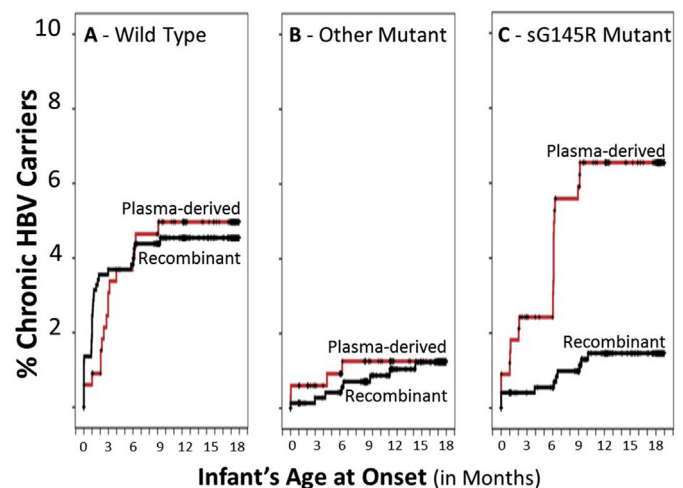 10
8
6
4
2
% Chronic HBV Carriers
A - Wild Type
Plasma-derived
Recombinant
0 3 6 9 12 15 18
B - Other Mutant
Plasma-derived
Recombinant
0 3 6 9 12 15 18
C - sG145R Mutant
Plasma-derived
Recombinant
0 3 6 9 12 15 18
Infant's Age at Onset (in Months)